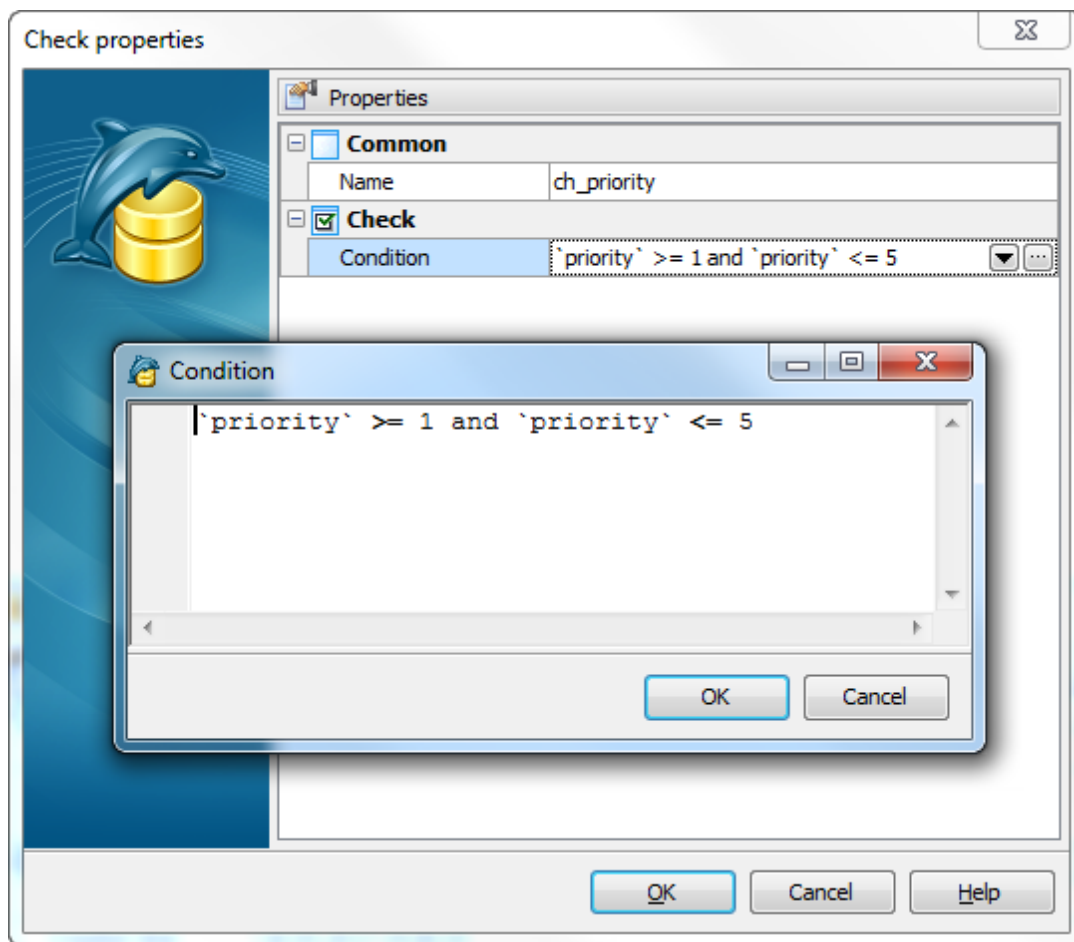 Check properties
Properties
Common
Name ch_priority
Check
Condition `priority` >= 1 and `priority` <= 5
Condition
`priority` >= 1 and `priority` <= 5
OK Cancel
OK Cancel Help